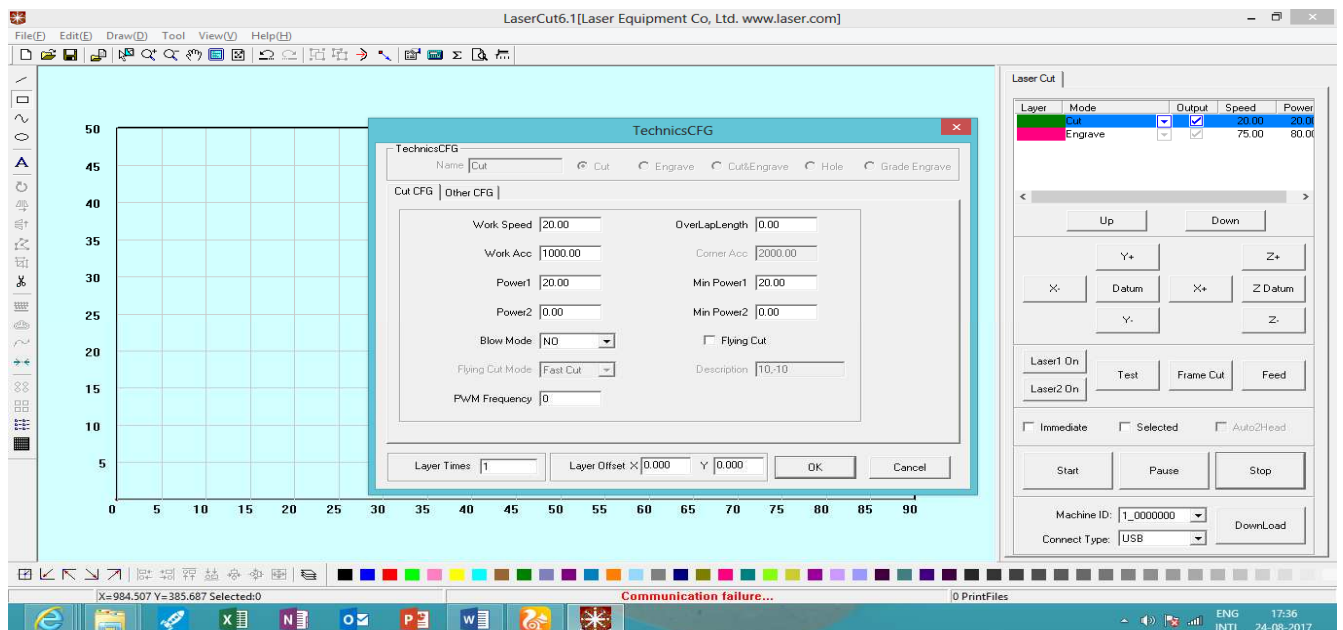 LaserCut6.1[Laser Equipment Co, Ltd. www.laser.com]
File(F) Edit(E) Draw(D) Tool View(V) Help(H)
Laser Cut
Layer Mode Output Speed Power
Cut 20.00 20.00
Engrave 75.00 80.00
Up Down
Y+ Z+
X- Datum X+ Z Datum
Y- Z-
Laser1 On
Laser2 On
Test Frame Cut Feed
Immediate Selected Auto2Head
Start Pause Stop
Machine ID: 1_0000000
Connect Type: USB
DownLoad
TechnicsCFG
TechnicsCFG
Name Cut Cut Engrave Cut&Engrave Hole Grade Engrave
Cut CFG Other CFG
Work Speed 20.00 OverLapLength 0.00
Work Acc 1000.00 Corner Acc 2000.00
Power1 20.00 Min Power1 20.00
Power2 0.00 Min Power2 0.00
Blow Mode NO Flying Cut
Flying Cut Mode Fast Cut Description 10,-10
PWM Frequency 0
Layer Times 1 Layer Offset X 0.000 Y 0.000 OK Cancel
50
45
40
35
30
25
20
15
10
5
0 5 10 15 20 25 30 35 40 45 50 55 60 65 70 75 80 85 90
X=984.507 Y=385.687 Selected:0 Communication failure... 0 PrintFiles
ENG 17:36
INTL 24-08-2017